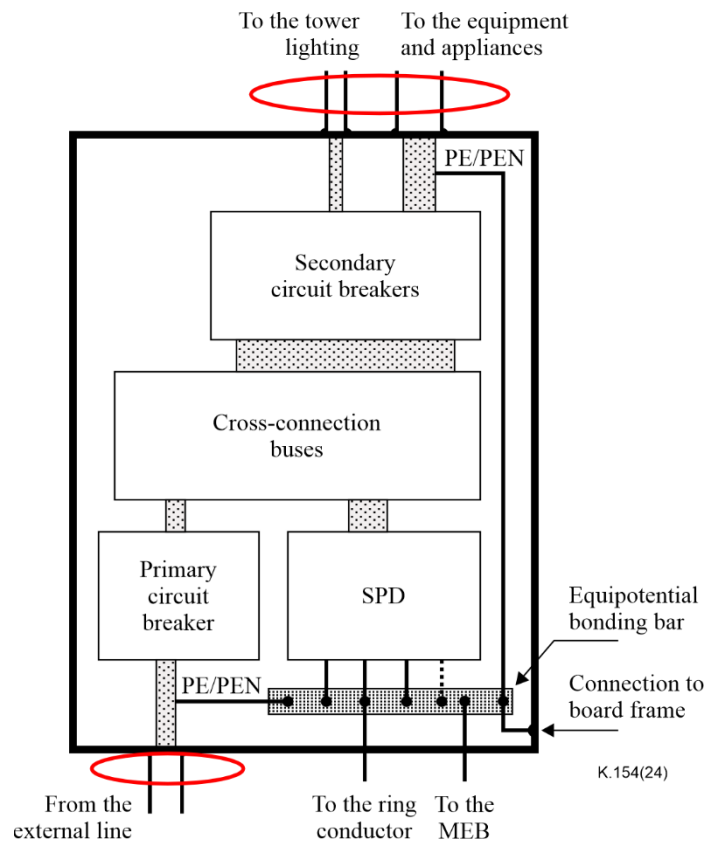 To the tower
lighting
To the equipment
and appliances
PE/PEN
Secondary
circuit breakers
Cross-connection
buses
Primary
circuit
breaker
SPD
Equipotential
bonding bar
PE/PEN
Connection to
board frame
K.154(24)
From the
external line
To the ring
conductor
To the
MEB